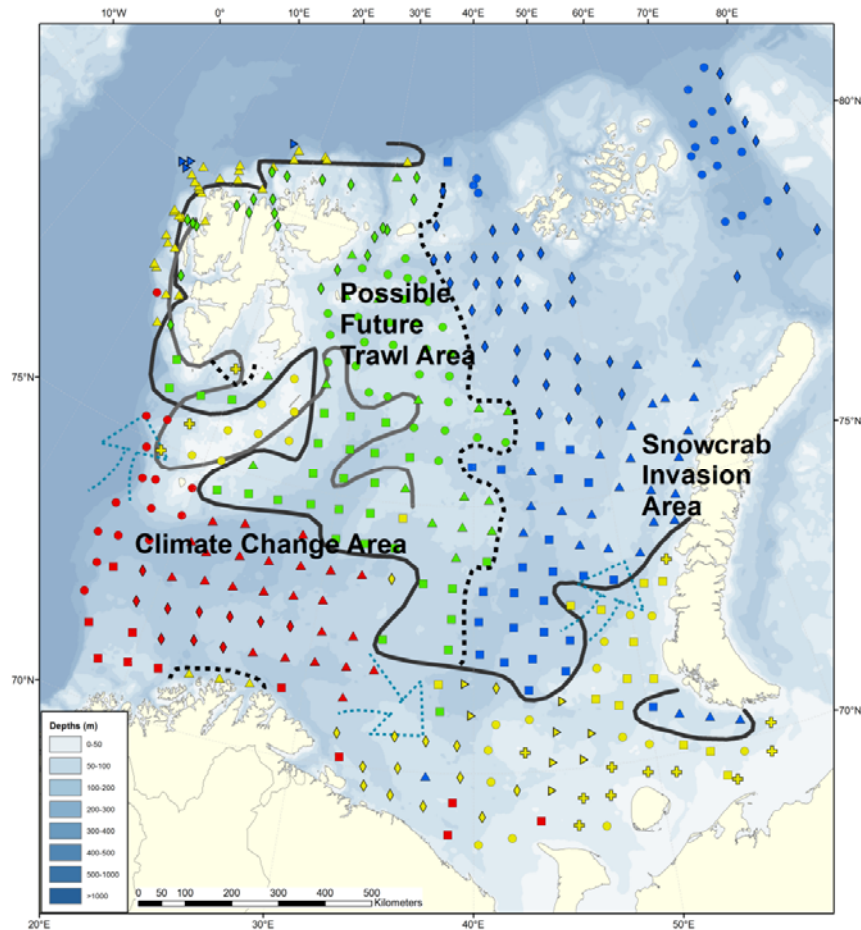 10°W 0° 10°E 20°E 30°E 40°E 50°E 60°E 70°E 80°E
80°N
80°N
75°N
75°N
70°N
70°N
Possible
Future
Trawl Area
Snowcrab
Invasion
Area
Climate Change Area
Depths (m)
0-50
50-100
100-200
200-300
300-400
400-500
500-1000
>1000
0 50 100 200 300 400 500
Kilometers
20°E 30°E 40°E 50°E